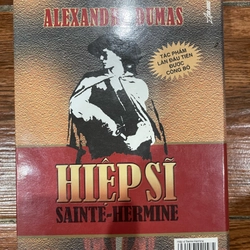 ALEXANDRE DUMAS
TÁC PHẨM
LẦN ĐẦU TIÊN
ĐƯỢC
CÔNG BỐ
HIỆP SĨ
SAINTE-HERMINE